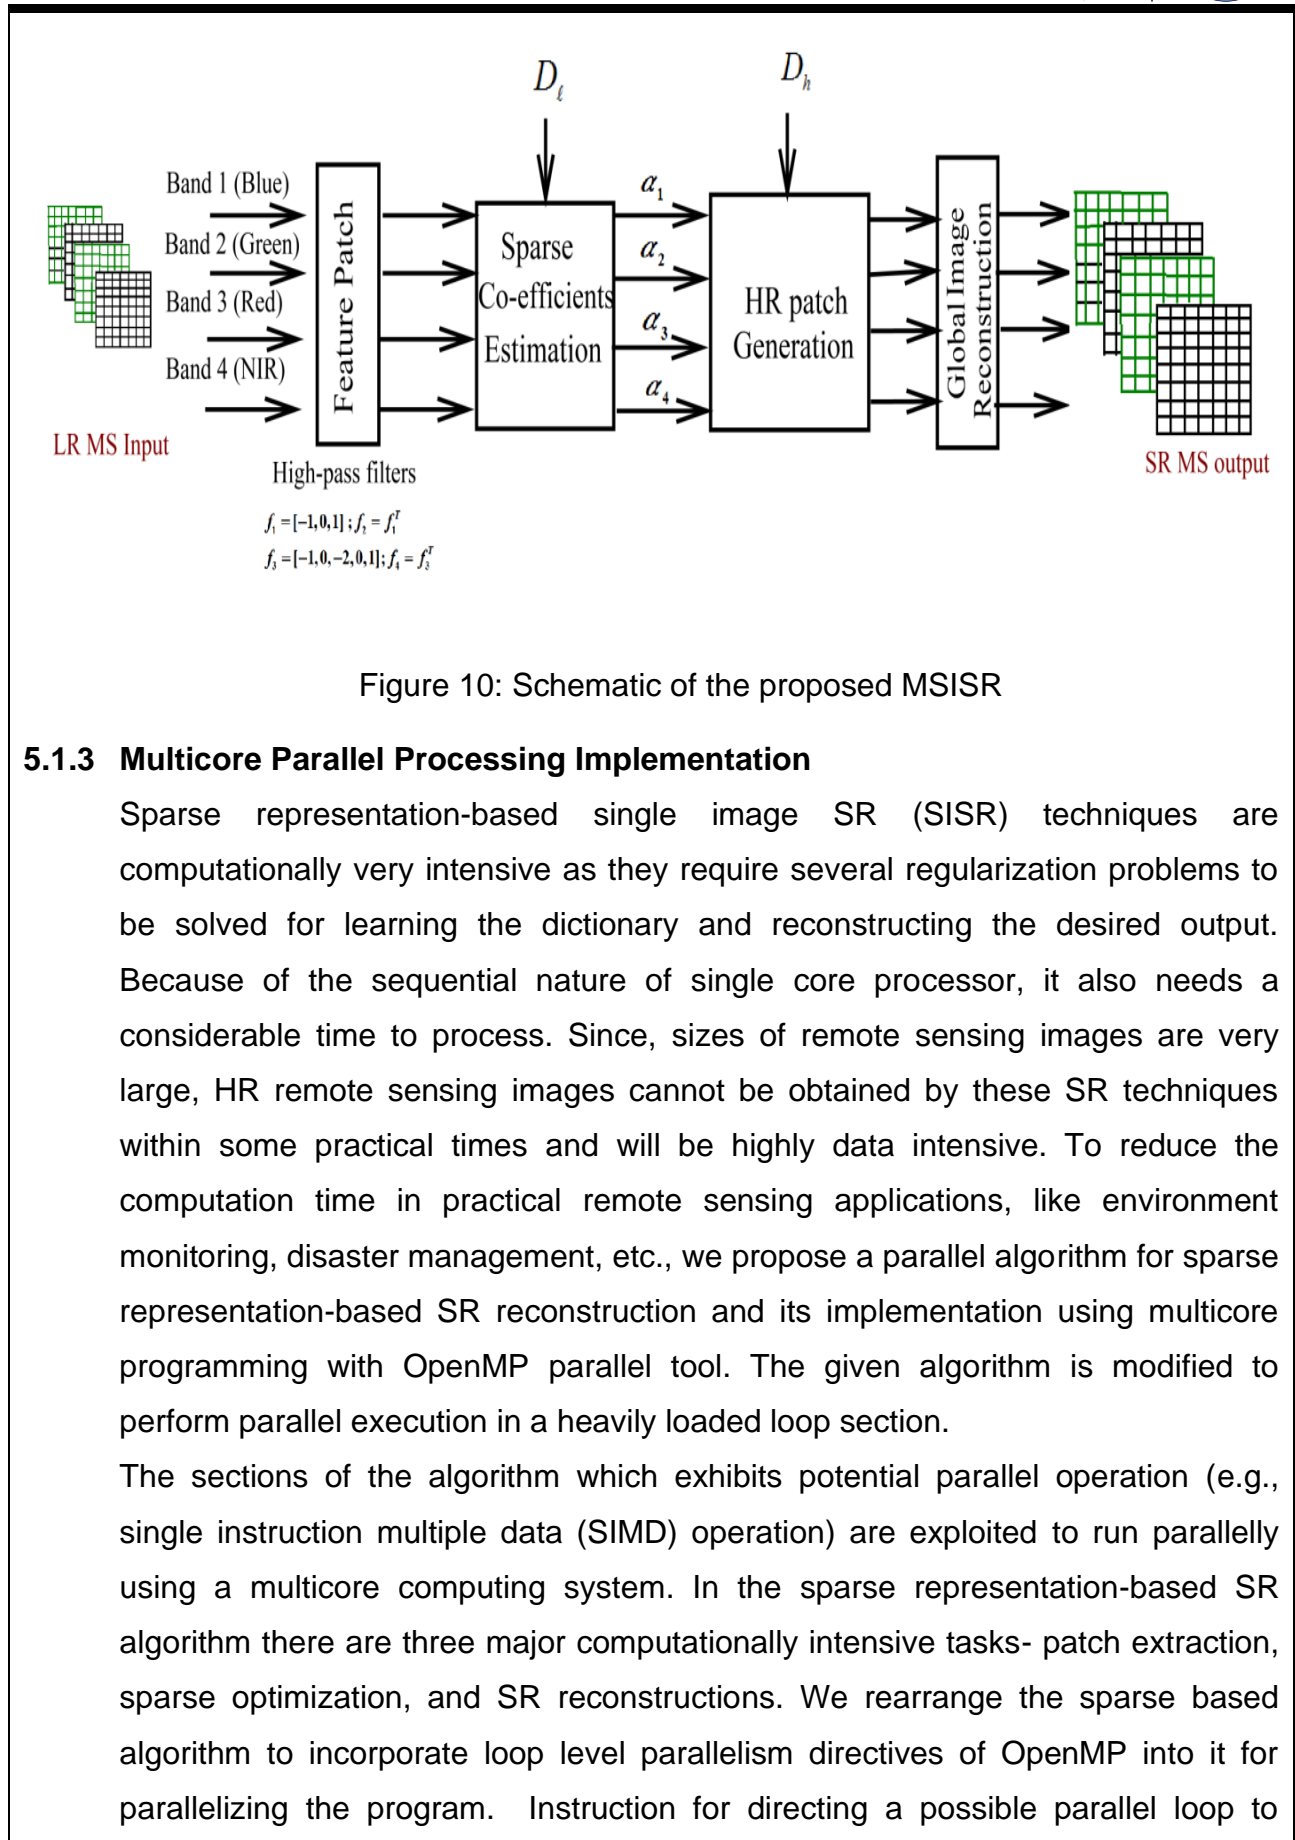 D_ℓ
D_h
Band 1 (Blue)
Band 2 (Green)
Band 3 (Red)
Band 4 (NIR)
LR MS Input
Feature Patch
High-pass filters
f_1 = [−1,0,1] ; f_2 = f_1^T
f_3 = [−1,0,−2,0,1]; f_4 = f_3^T
Sparse
Co-efficients
Estimation
α_1
α_2
α_3
α_4
HR patch
Generation
Global Image
Reconstruction
SR MS output
Figure 10: Schematic of the proposed MSISR
5.1.3 Multicore Parallel Processing Implementation
Sparse representation-based single image SR (SISR) techniques are
computationally very intensive as they require several regularization problems to
be solved for learning the dictionary and reconstructing the desired output.
Because of the sequential nature of single core processor, it also needs a
considerable time to process. Since, sizes of remote sensing images are very
large, HR remote sensing images cannot be obtained by these SR techniques
within some practical times and will be highly data intensive. To reduce the
computation time in practical remote sensing applications, like environment
monitoring, disaster management, etc., we propose a parallel algorithm for sparse
representation-based SR reconstruction and its implementation using multicore
programming with OpenMP parallel tool. The given algorithm is modified to
perform parallel execution in a heavily loaded loop section.
The sections of the algorithm which exhibits potential parallel operation (e.g.,
single instruction multiple data (SIMD) operation) are exploited to run parallelly
using a multicore computing system. In the sparse representation-based SR
algorithm there are three major computationally intensive tasks- patch extraction,
sparse optimization, and SR reconstructions. We rearrange the sparse based
algorithm to incorporate loop level parallelism directives of OpenMP into it for
parallelizing the program. Instruction for directing a possible parallel loop to